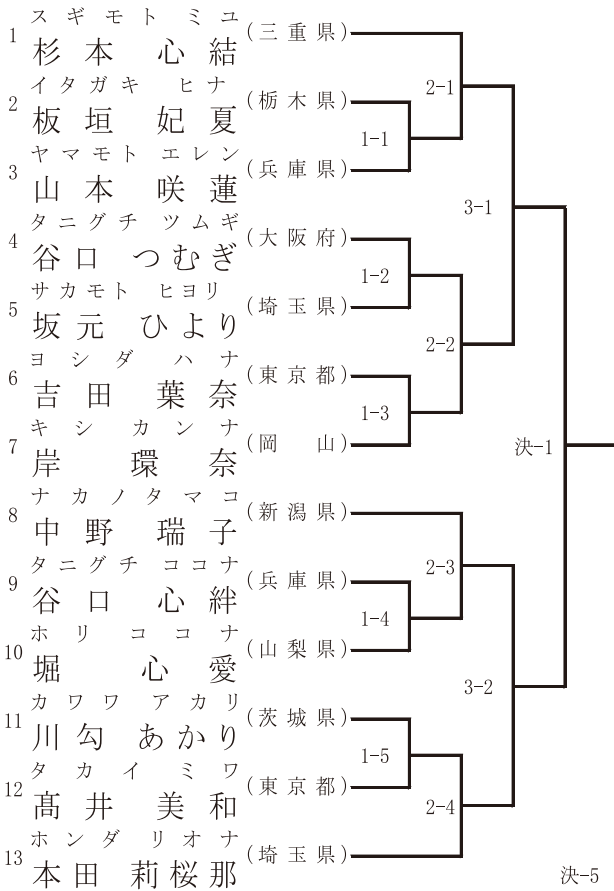 スギモト ミユ
1 杉本 心結 (三重県)
イタガキ ヒナ
2 板垣 妃夏 (栃木県)
ヤマモト エレン
3 山本 咲蓮 (兵庫県)
タニグチ ツムギ
4 谷口 つむぎ (大阪府)
サカモト ヒヨリ
5 坂元 ひより (埼玉県)
ヨシダ ハナ
6 吉田 葉奈 (東京都)
キシ カンナ
7 岸 環奈 (岡山)
ナカノ タマコ
8 中野 瑞子 (新潟県)
タニグチ ココナ
9 谷口 心絆 (兵庫県)
ホリ ココナ
10 堀 心愛 (山梨県)
カワワ アカリ
11 川勾 あかり (茨城県)
タカイ ミワ
12 髙井 美和 (東京都)
ホンダ リオナ
13 本田 莉桜那 (埼玉県)
1-1
1-2
1-3
1-4
1-5
2-1
2-2
2-3
2-4
3-1
3-2
決-1
決-5